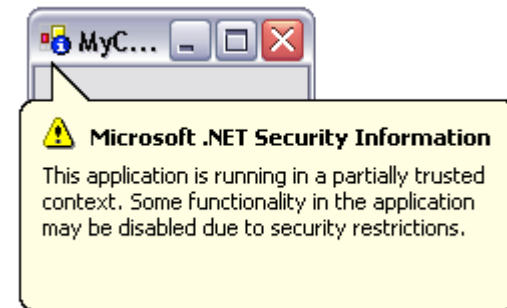 MyC...
Microsoft .NET Security Information
This application is running in a partially trusted
context. Some functionality in the application
may be disabled due to security restrictions.